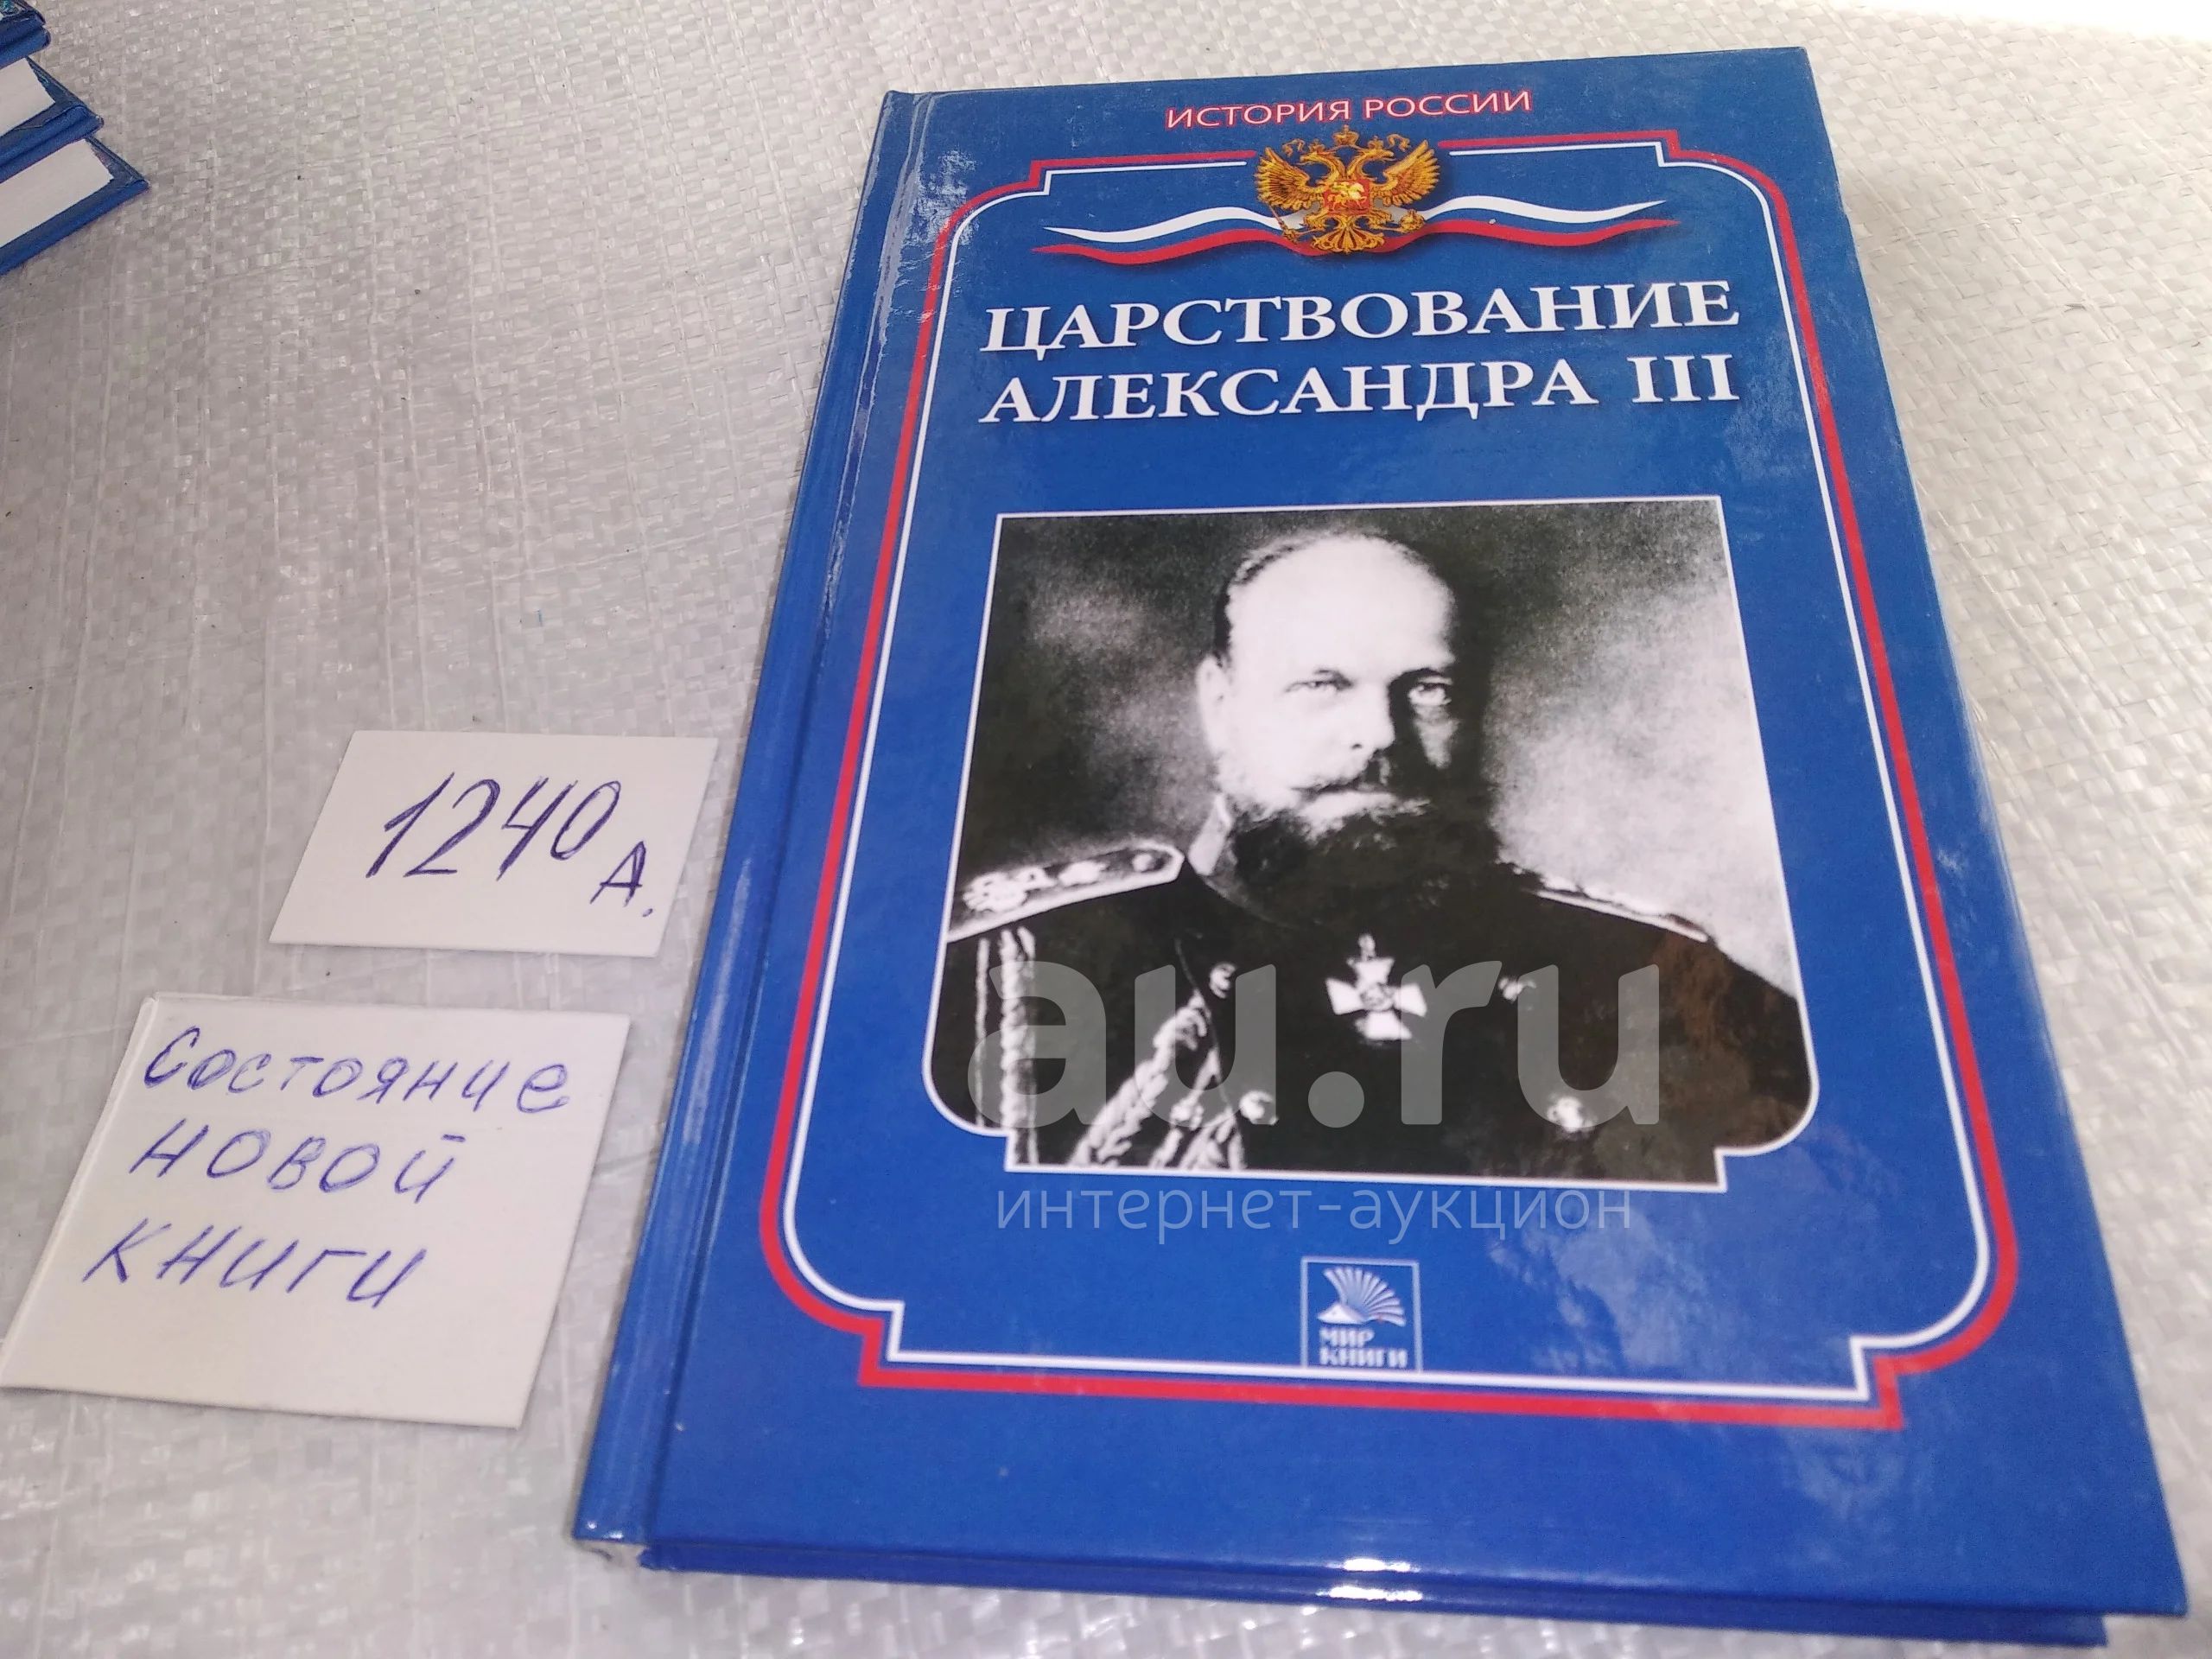 ИСТОРИЯ РОССИИ
ЦАРСТВОВАНИЕ
АЛЕКСАНДРА III
1240 А.
Состояние
новой
книги
au.ru
интернет-аукцион
МИР
КНИГИ